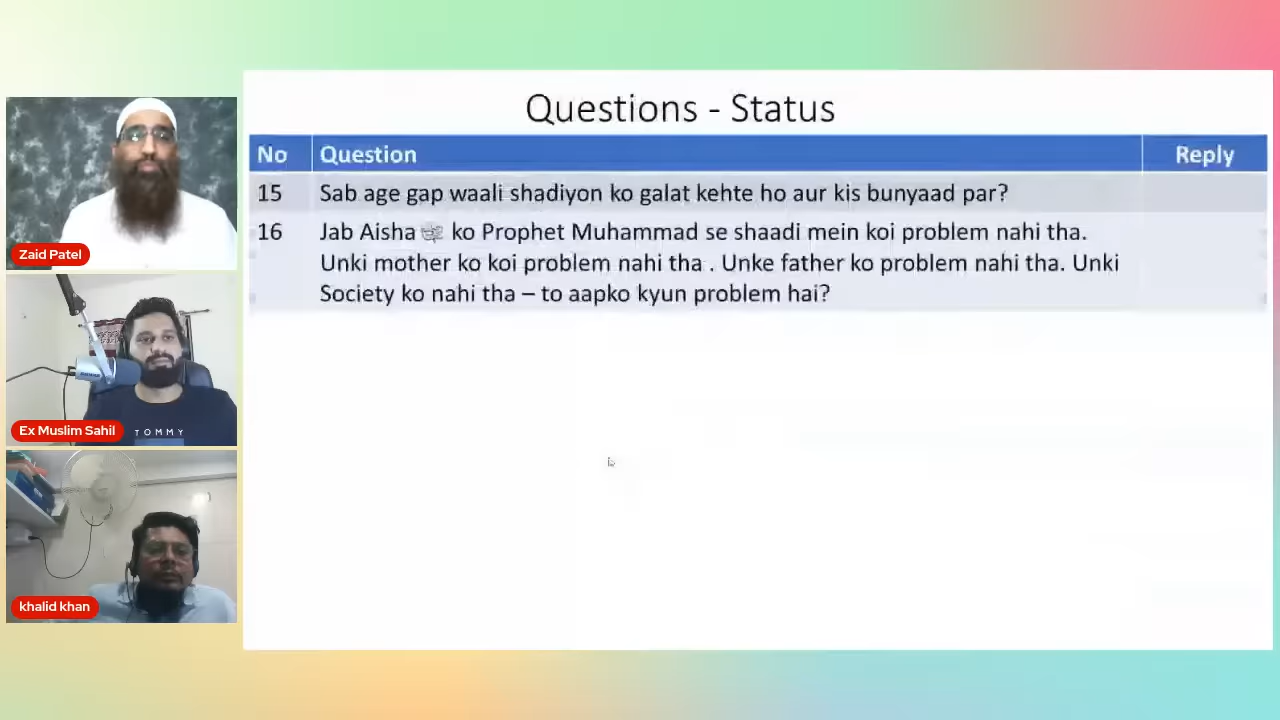 Questions - Status
No Question Reply
15 Sab age gap waali shadiyon ko galat kehte ho aur kis bunyaad par?
16 Jab Aisha ko Prophet Muhammad se shaadi mein koi problem nahi tha.
Unki mother ko koi problem nahi tha . Unke father ko problem nahi tha. Unki
Society ko nahi tha – to aapko kyun problem hai?
Zaid Patel
Ex Muslim Sahil
TOMMY
khalid khan